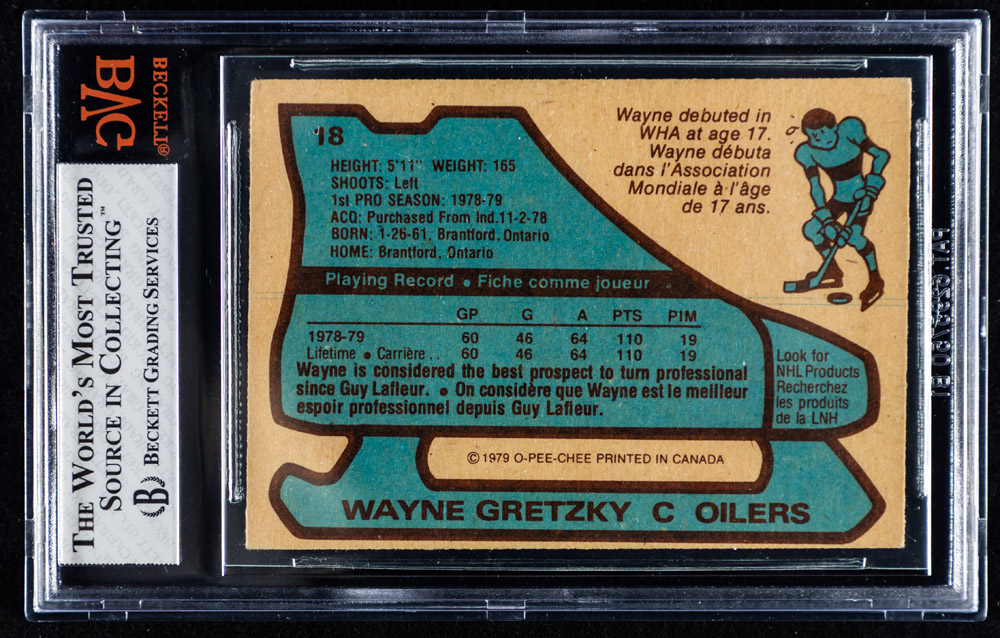 BECKETT®
BVG
THE WORLD'S MOST TRUSTED
SOURCE IN COLLECTING™
BECKETT GRADING SERVICES
B
18
HEIGHT: 5'11" WEIGHT: 165
SHOOTS: Left
1st PRO SEASON: 1978-79
ACQ: Purchased From Ind.11-2-78
BORN: 1-26-61, Brantford, Ontario
HOME: Brantford, Ontario
Wayne debuted in
WHA at age 17.
Wayne débuta
dans l'Association
Mondiale à l'âge
de 17 ans.
Playing Record • Fiche comme joueur
GP G A PTS PIM
1978-79 60 46 64 110 19
Lifetime • Carrière .. 60 46 64 110 19
Wayne is considered the best prospect to turn professional
since Guy Lafleur. • On considère que Wayne est le meilleur
espoir professionnel depuis Guy Lafleur.
Look for
NHL Products
Recherchez
les produits
de la LNH
© 1979 O-PEE-CHEE PRINTED IN CANADA
WAYNE GRETZKY C OILERS